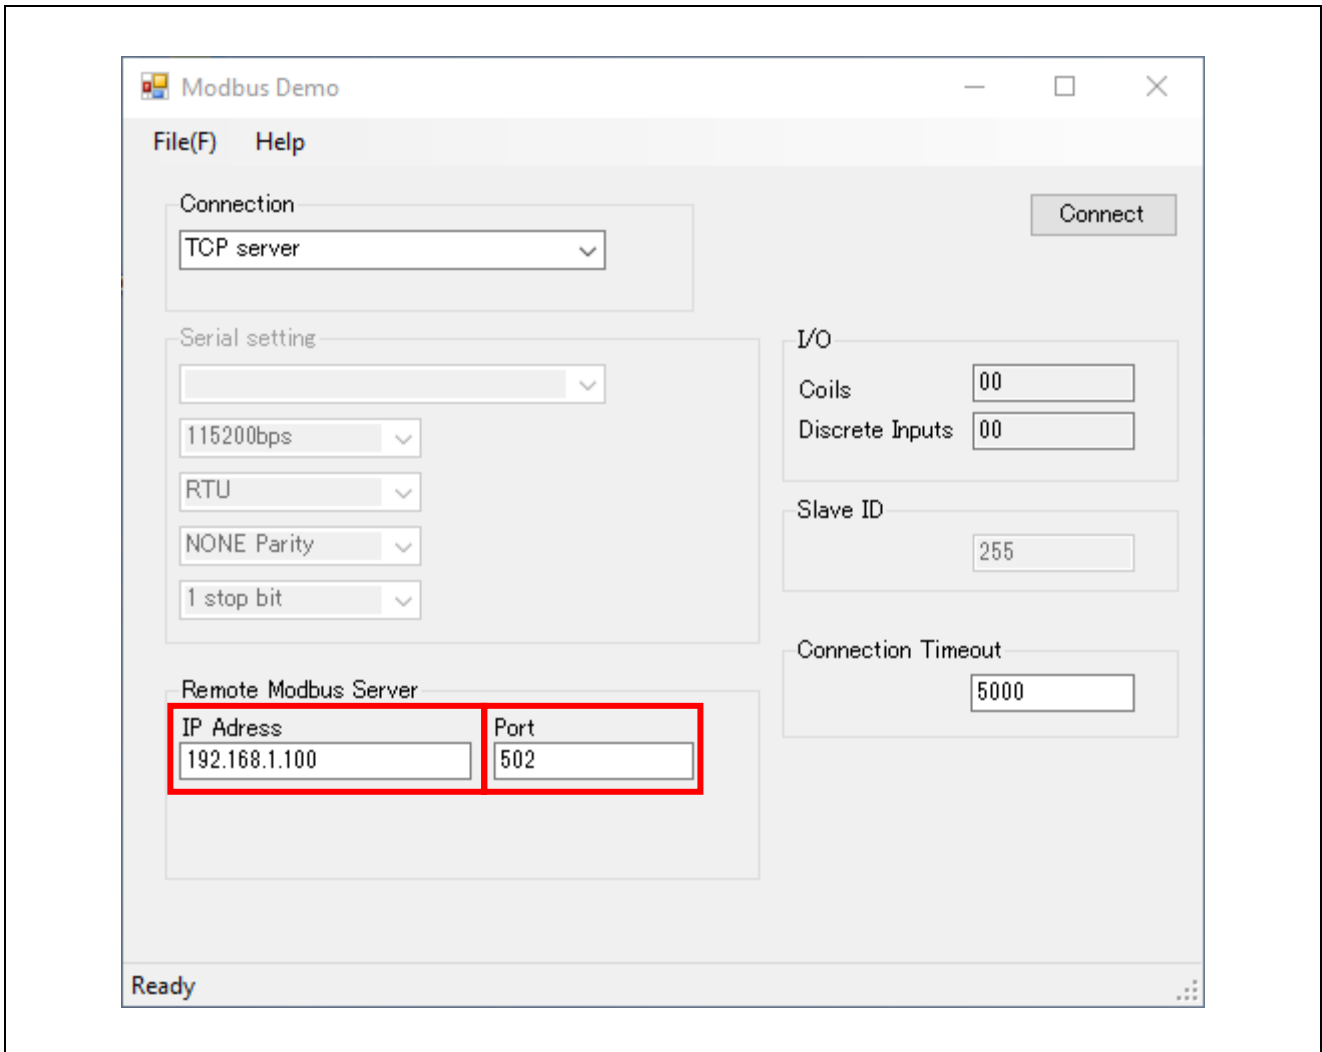 Modbus Demo
File(F) Help
Connection
Connect
TCP server
Serial setting
115200bps
RTU
NONE Parity
1 stop bit
I/O
Coils 00
Discrete Inputs 00
Slave ID
255
Connection Timeout
5000
Remote Modbus Server
IP Adress Port
192.168.1.100 502
Ready